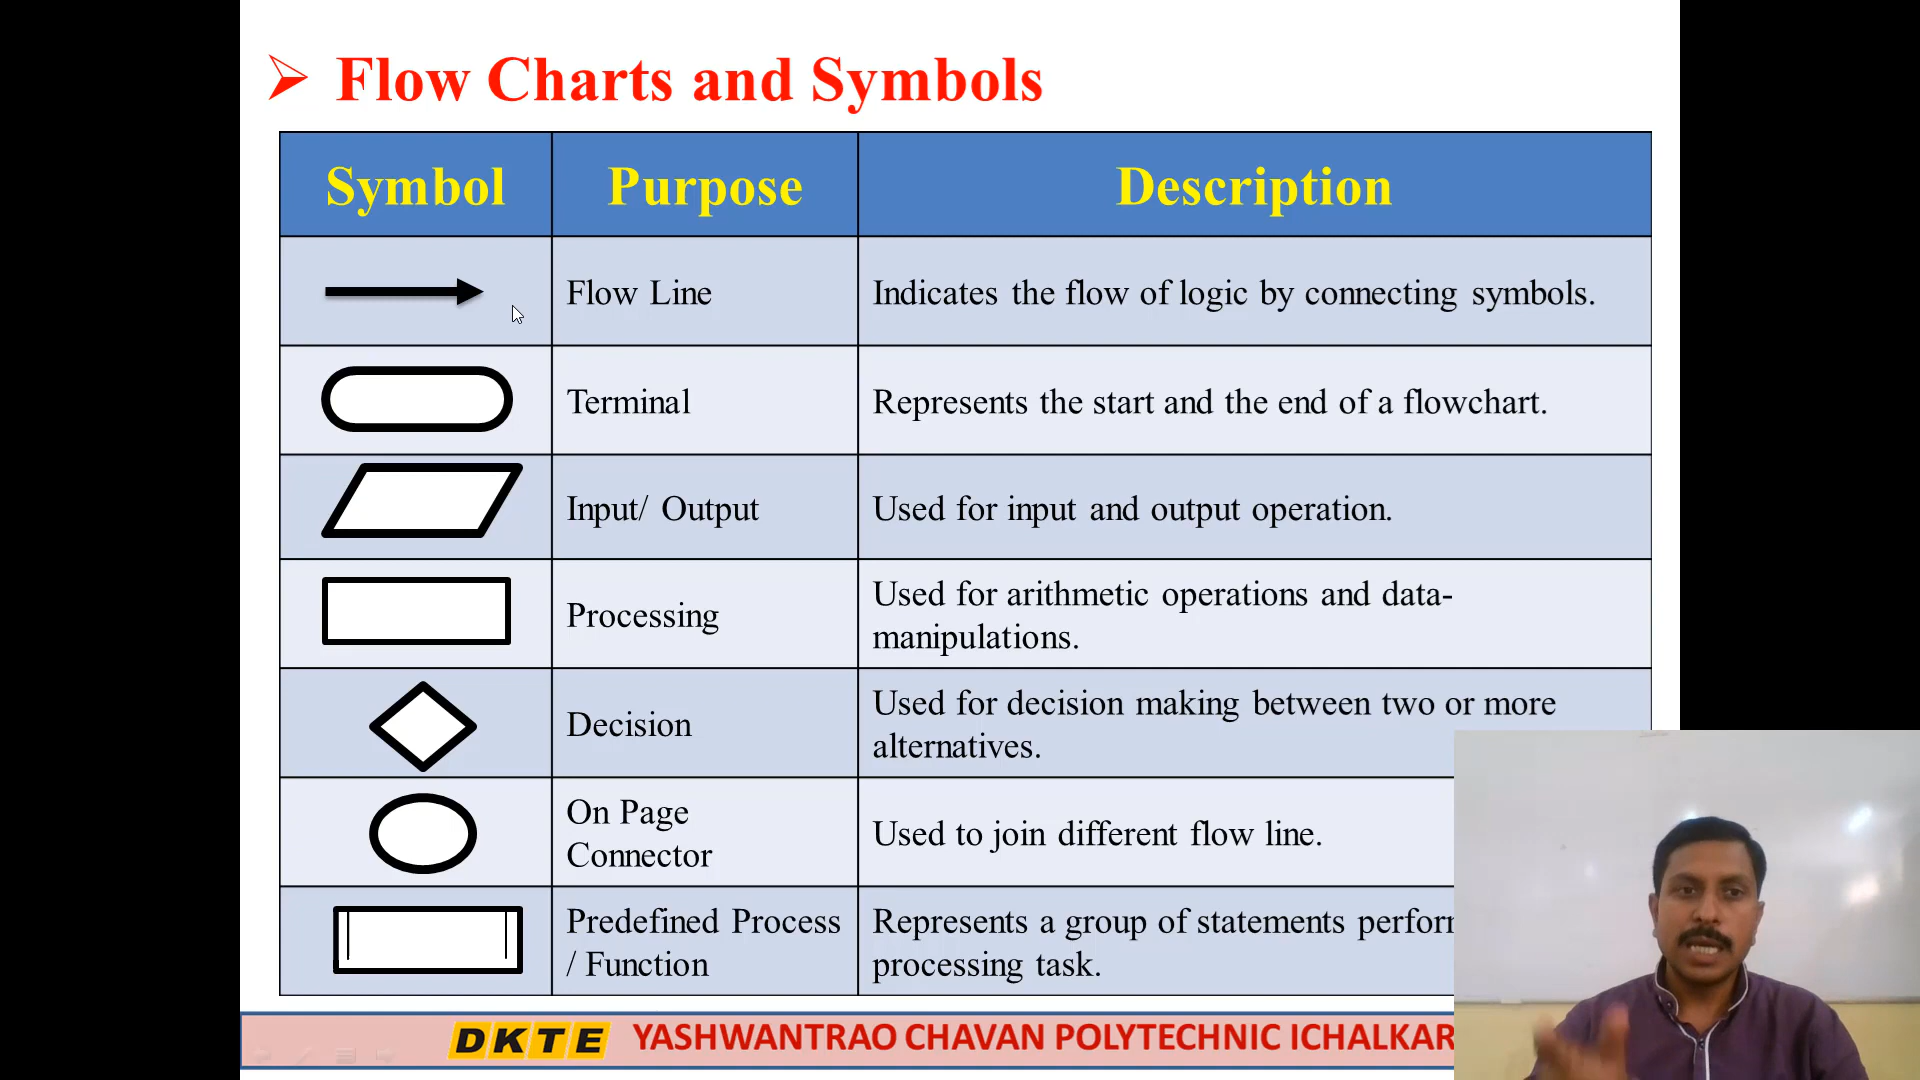 Flow Charts and Symbols
Symbol Purpose Description
Flow Line Indicates the flow of logic by connecting symbols.
Terminal Represents the start and the end of a flowchart.
Input/ Output Used for input and output operation.
Processing Used for arithmetic operations and data-
manipulations.
Decision Used for decision making between two or more
alternatives.
On Page
Connector Used to join different flow line.
Predefined Process
/ Function
Represents a group of statements perform
processing task.
DKTE YASHWANTRAO CHAVAN POLYTECHNIC ICHALKAR